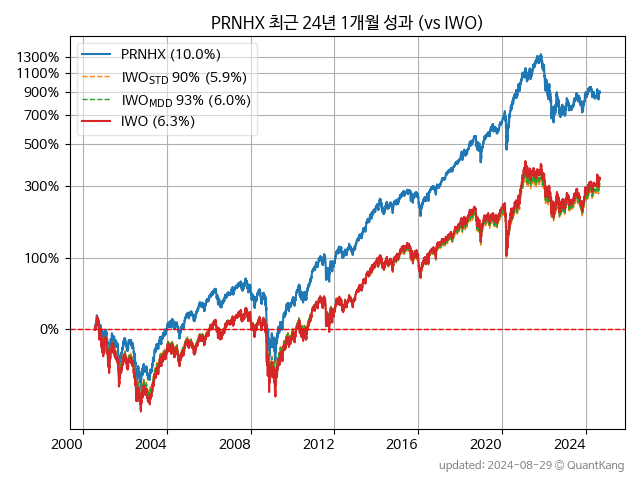 PRNHX 최근 24년 1개월 성과 (vs IWO)
PRNHX (10.0%)
IWO_STD 90% (5.9%)
IWO_MDD 93% (6.0%)
IWO (6.3%)
1300%
1100%
900%
700%
500%
300%
100%
0%
2000 2004 2008 2012 2016 2020 2024
updated: 2024-08-29 © QuantKang